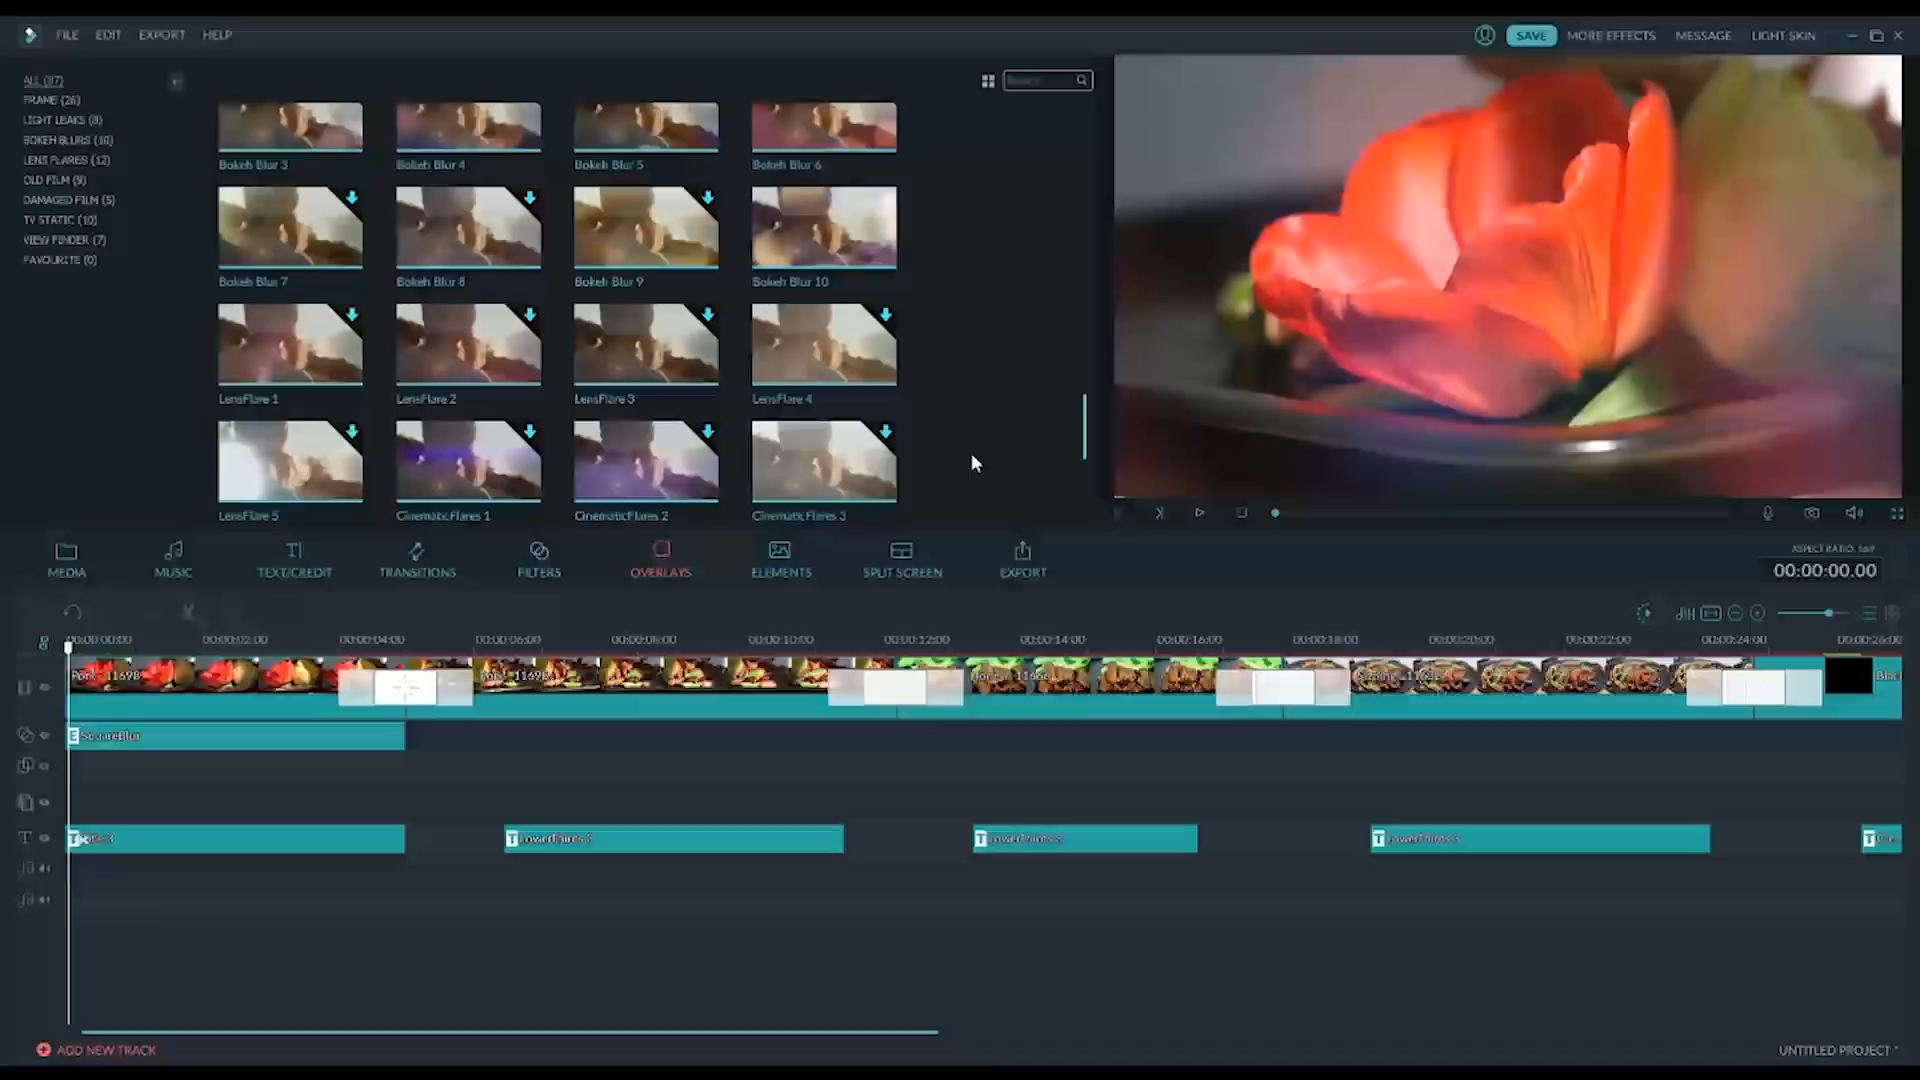 FILE EDIT EXPORT HELP
SAVE MORE EFFECTS MESSAGE LIGHT SKIN
ALL (87)
FRAME (26)
LIGHT LEAKS (8)
BOKEH BLURS (10)
LENS FLARES (12)
OLD FILM (9)
DAMAGED FILM (5)
TV STATIC (10)
VIEW FINDER (7)
FAVOURITE (0)
Bokeh Blur 3 Bokeh Blur 4 Bokeh Blur 5 Bokeh Blur 6
Bokeh Blur 7 Bokeh Blur 8 Bokeh Blur 9 Bokeh Blur 10
LensFlare 1 LensFlare 2 LensFlare 3 LensFlare 4
LensFlare 5 CinematicFlares 1 CinematicFlares 2 CinematicFlares 3
MEDIA MUSIC TEXT/CREDIT TRANSITIONS FILTERS OVERLAYS ELEMENTS SPLIT SCREEN EXPORT
ASPECT RATIO: 16:9
00:00:00.00
00:00:00:00 00:00:02:00 00:00:04:00 00:00:06:00 00:00:08:00 00:00:10:00 00:00:12:00 00:00:14:00 00:00:16:00 00:00:18:00 00:00:20:00 00:00:22:00 00:00:24:00 00:00:26:00
E SquareBlur
T T LowerThirds 3 T T LowerThirds 3 T
ADD NEW TRACK
UNTITLED PROJECT *